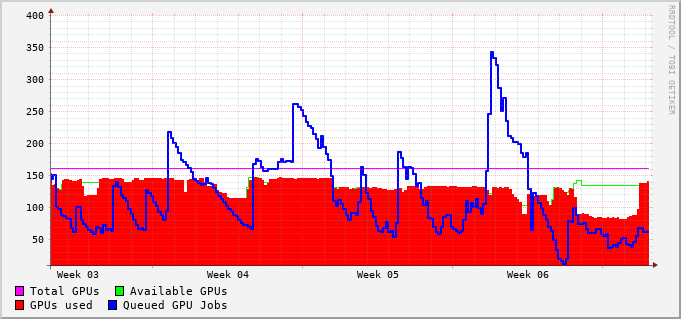 400
350
300
250
200
150
100
50
Week 03 Week 04 Week 05 Week 06
Total GPUs Available GPUs
GPUs used Queued GPU Jobs
RRDTOOL / TOBI OETIKER